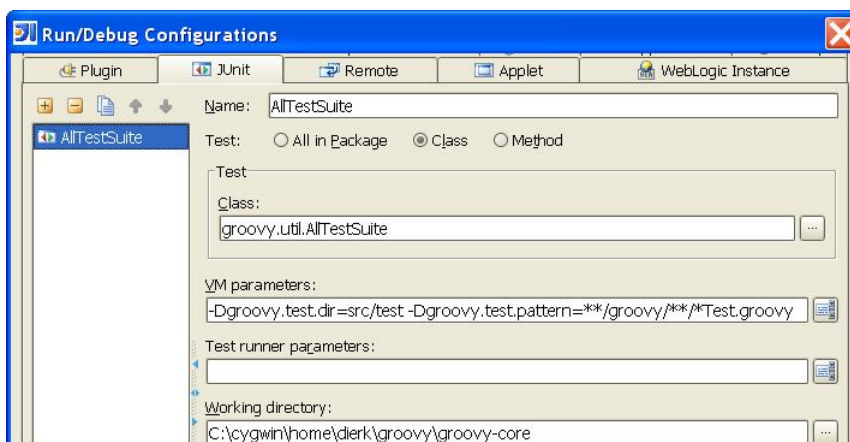 Run/Debug Configurations
Plugin JUnit Remote Applet WebLogic Instance
Name: AllTestSuite
AllTestSuite
Test: All in Package Class Method
Test
Class:
groovy.util.AllTestSuite
...
VM parameters:
-Dgroovy.test.dir=src/test -Dgroovy.test.pattern=**/groovy/**/*Test.groovy
Test runner parameters:
Working directory:
C:\cygwin\home\dierk\groovy\groovy-core
...